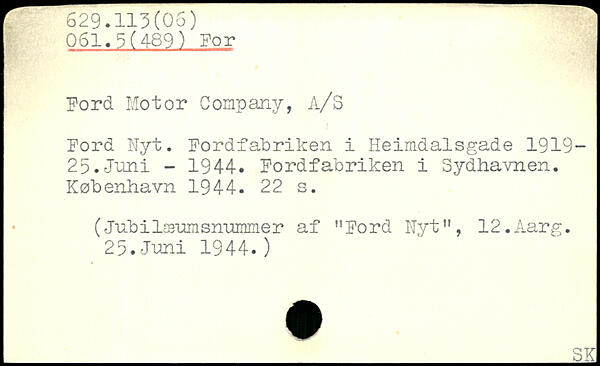 629.113(06)
061.5(489) For
Ford Motor Company, A/S
Ford Nyt. Fordfabriken i Heimdalsgade 1919-
25.Juni - 1944. Fordfabriken i Sydhavnen.
København 1944. 22 s.
(Jubilæumsnummer af "Ford Nyt", 12.Aarg.
25.Juni 1944.)
SK